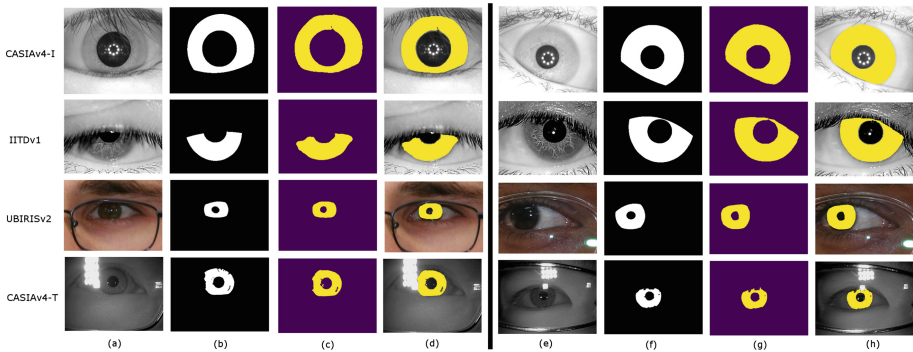 CASIAv4-I
IITDv1
UBIRISv2
CASIAv4-T
(a) (b) (c) (d) (e) (f) (g) (h)